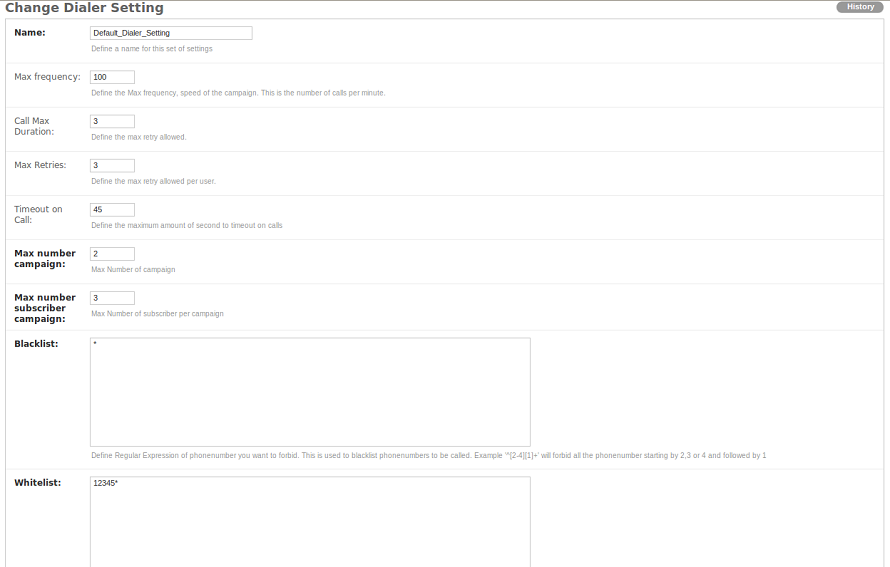 Change Dialer Setting
History
Name:
Default_Dialer_Setting
Define a name for this set of settings
Max frequency:
100
Define the Max frequency, speed of the campaign. This is the number of calls per minute.
Call Max
Duration:
3
Define the max retry allowed.
Max Retries:
3
Define the max retry allowed per user.
Timeout on
Call:
45
Define the maximum amount of second to timeout on calls
Max number
campaign:
2
Max Number of campaign
Max number
subscriber
campaign:
3
Max Number of subscriber per campaign
Blacklist:
*
Define Regular Expression of phonenumber you want to forbid. This is used to blacklist phonenumbers to be called. Example '^[2-4][1]+' will forbid all the phonenumber starting by 2,3 or 4 and followed by 1
Whitelist:
12345*